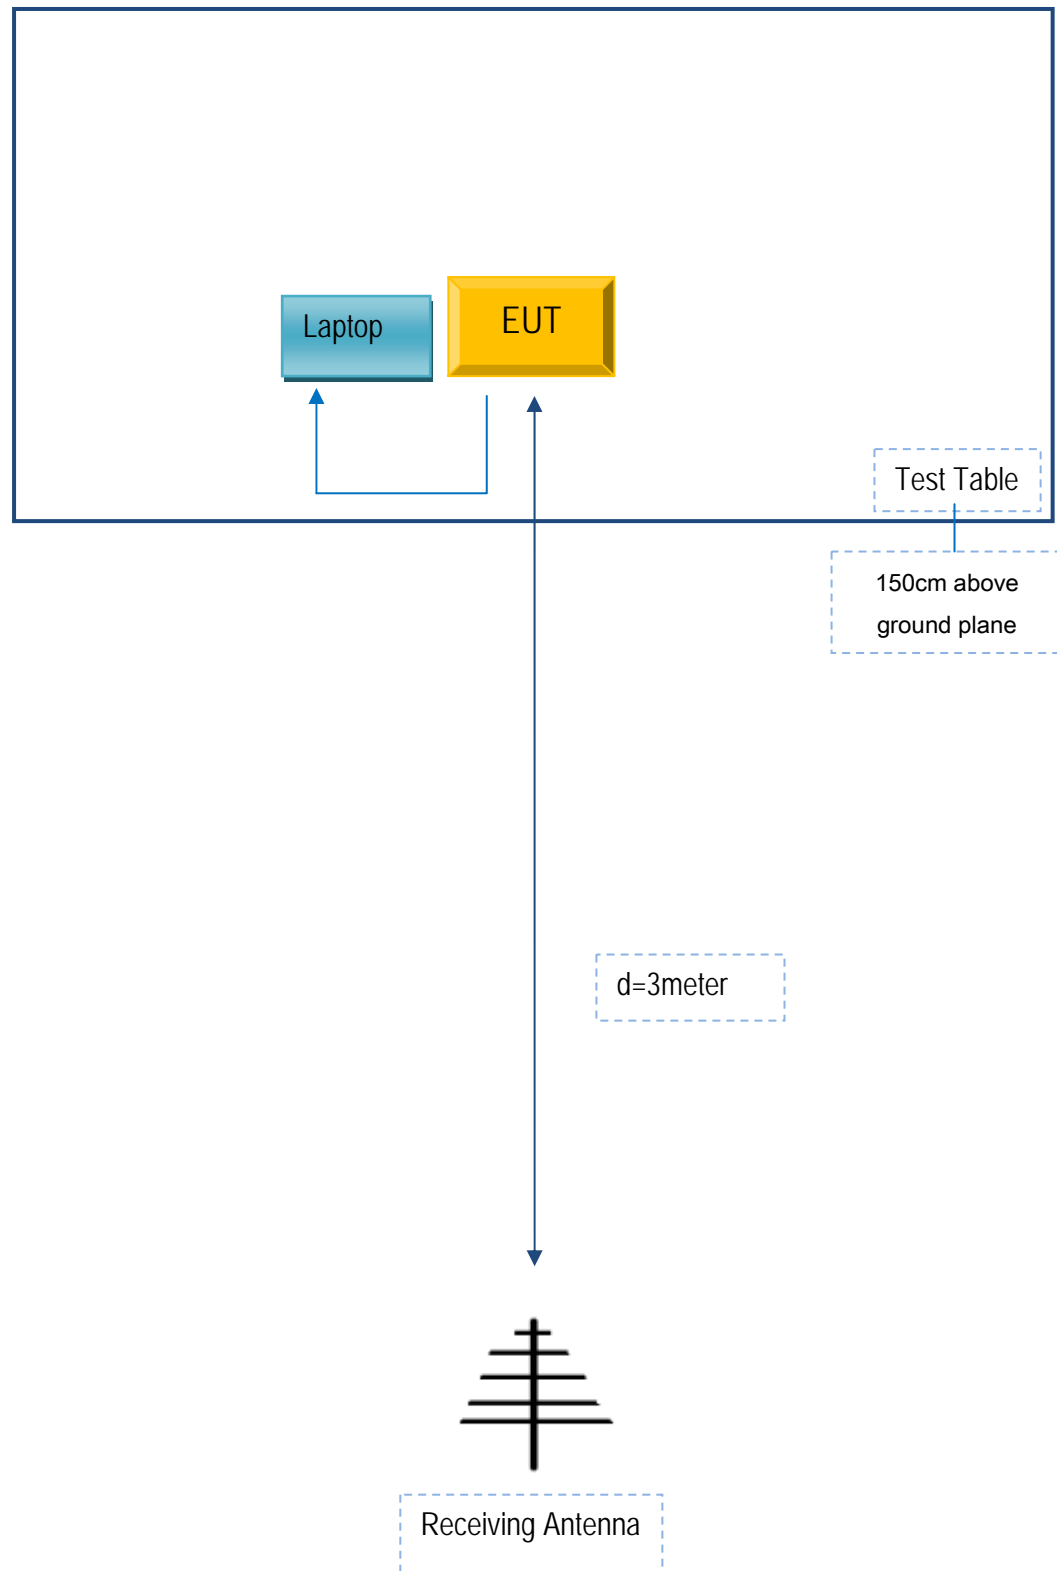 Laptop
EUT
Test Table
150cm above
ground plane
d=3meter
Receiving Antenna